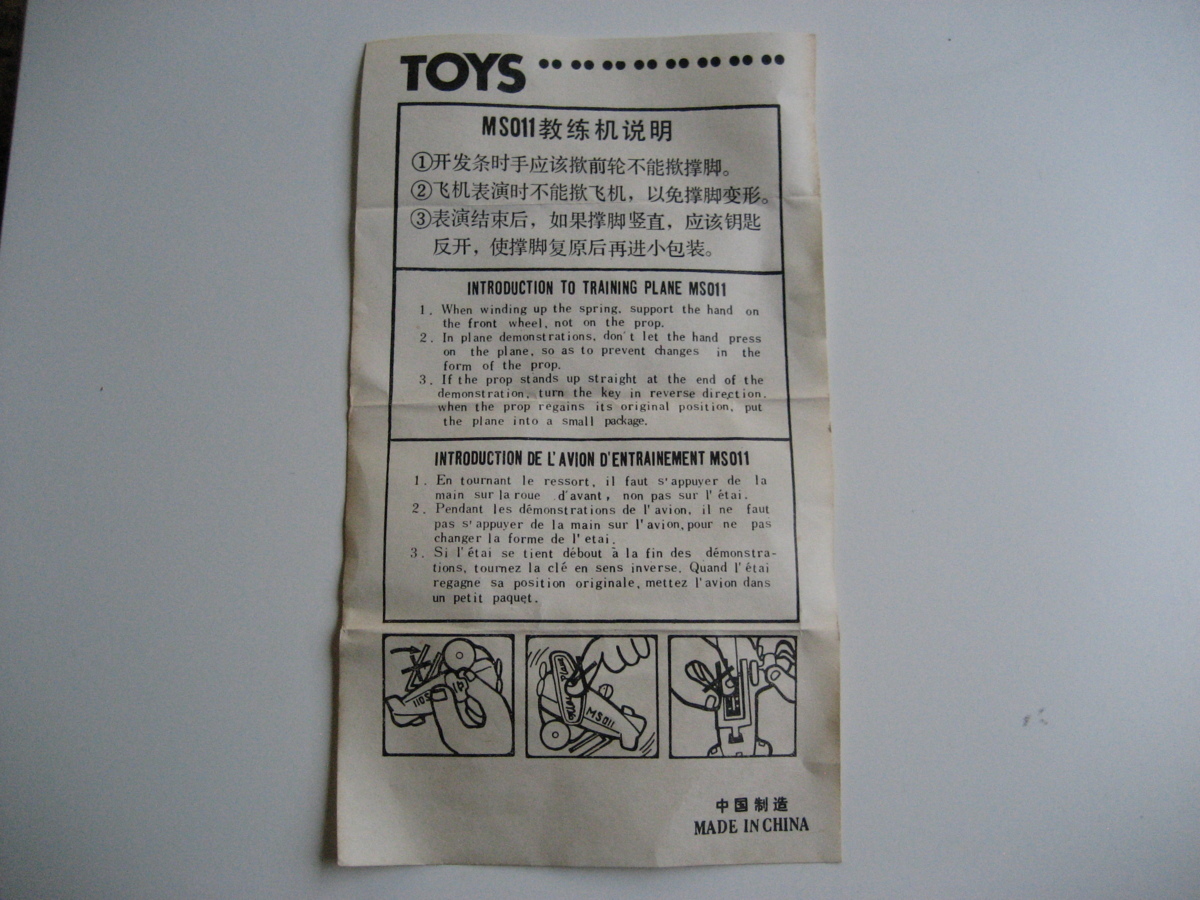 TOYS
MS011教练机说明
①开发条时手应该揿前轮不能揿撑脚。
②飞机表演时不能揿飞机，以免撑脚变形。
③表演结束后，如果撑脚竖直，应该钥匙
反开，使撑脚复原后再进小包装。
INTRODUCTION TO TRAINING PLANE MS011
1. When winding up the spring, support the hand on
the front wheel, not on the prop.
2. In plane demonstrations, don't let the hand press
on the plane, so as to prevent changes in the
form of the prop.
3. If the prop stands up straight at the end of the
demonstration, turn the key in reverse direction.
when the prop regains its original position, put
the plane into a small package.
INTRODUCTION DE L'AVION D'ENTRAINEMENT MS011
1. En tournant le ressort, il faut s'appuyer de la
main sur la roue d'avant, non pas sur l'étai.
2. Pendant les démonstrations de l'avion, il ne faut
pas s'appuyer de la main sur l'avion, pour ne pas
changer la forme de l'etai.
3. Si l'étai se tient débout à la fin des démonstra-
tions, tournez la clé en sens inverse. Quand l'étai
regagne sa position originale, mettez l'avion dans
un petit paquet.
MS011
中国制造
MADE IN CHINA